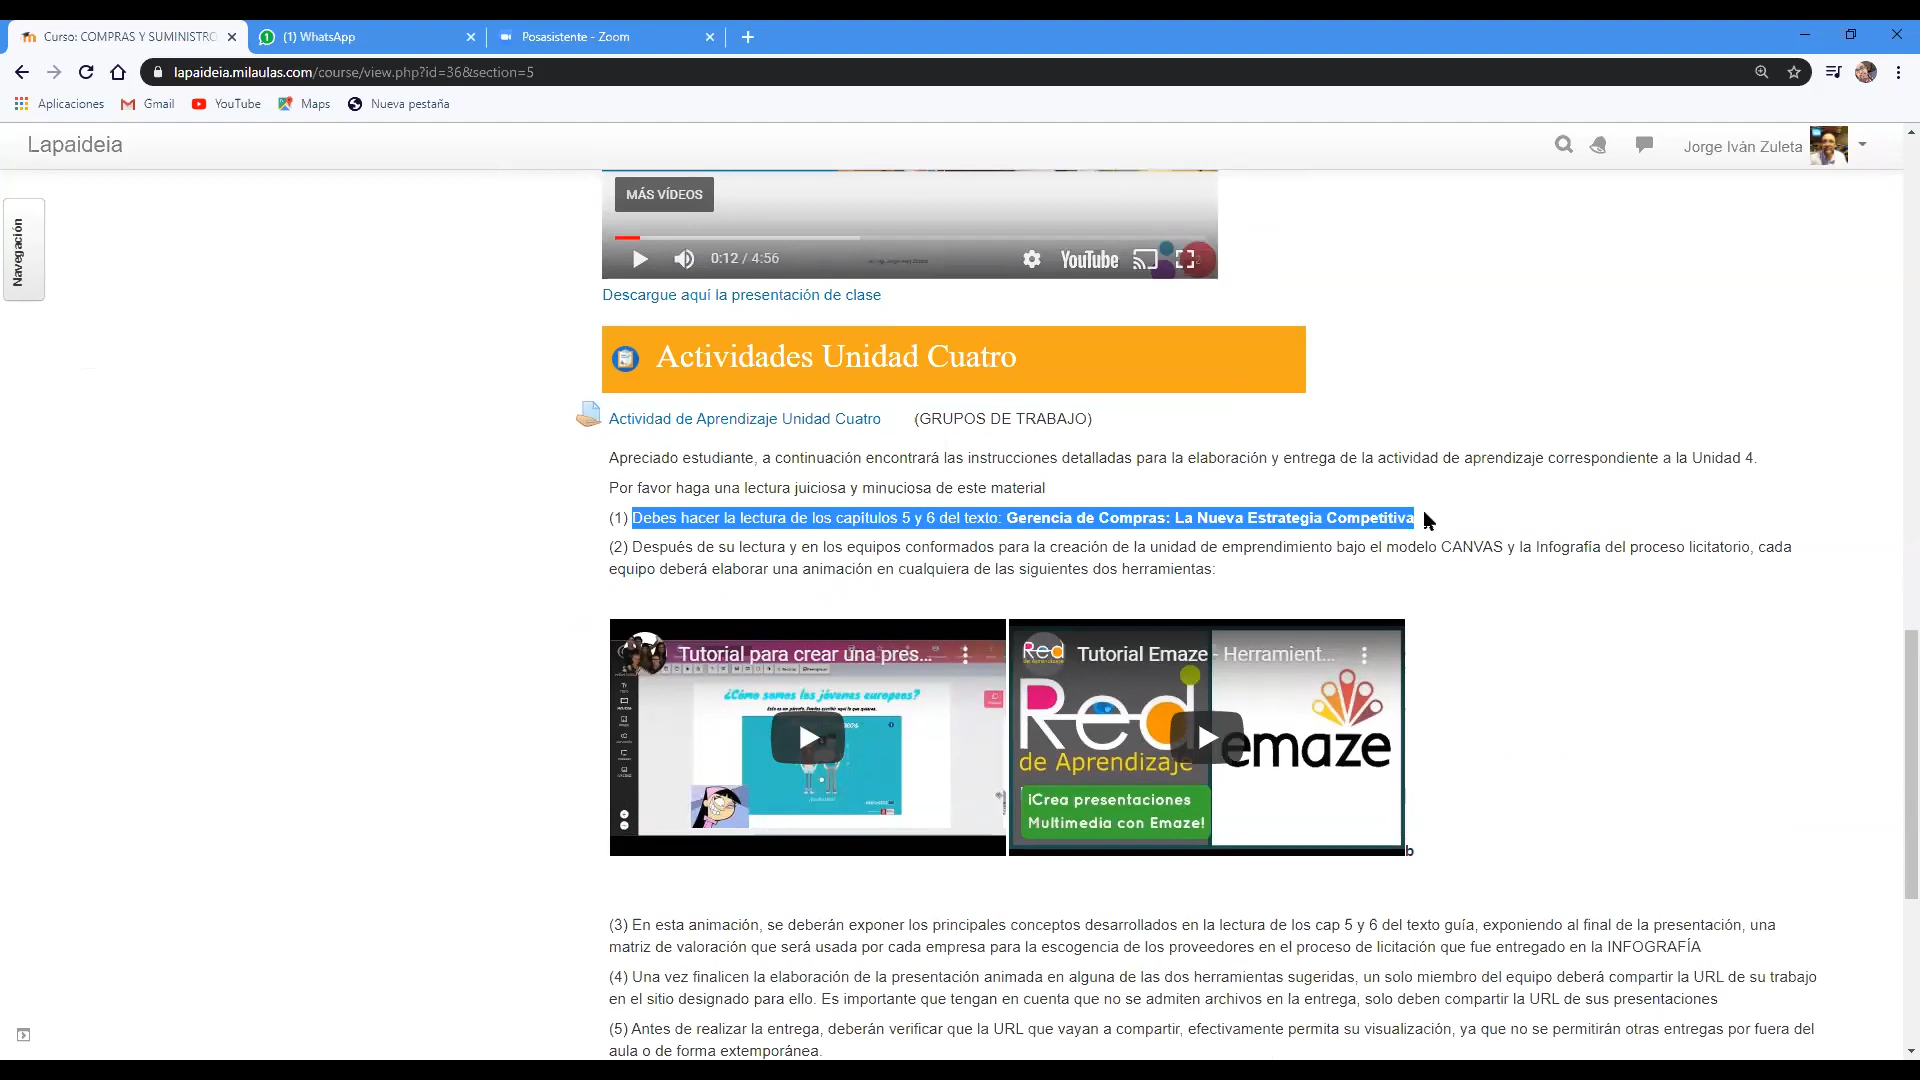 Curso: COMPRAS Y SUMINISTRO
(1) WhatsApp
Posasistente - Zoom
lapaideia.milaulas.com/course/view.php?id=36&section=5
Aplicaciones
Gmail
YouTube
Maps
Nueva pestaña
Lapaideia
Jorge Iván Zuleta
Navegación
MÁS VÍDEOS
0:12 / 4:56
YouTube
Descargue aquí la presentación de clase
Actividades Unidad Cuatro
Actividad de Aprendizaje Unidad Cuatro (GRUPOS DE TRABAJO)
Apreciado estudiante, a continuación encontrará las instrucciones detalladas para la elaboración y entrega de la actividad de aprendizaje correspondiente a la Unidad 4.
Por favor haga una lectura juiciosa y minuciosa de este material
(1) Debes hacer la lectura de los capítulos 5 y 6 del texto: Gerencia de Compras: La Nueva Estrategia Competitiva
(2) Después de su lectura y en los equipos conformados para la creación de la unidad de emprendimiento bajo el modelo CANVAS y la Infografía del proceso licitatorio, cada
equipo deberá elaborar una animación en cualquiera de las siguientes dos herramientas:
Tutorial para crear una pres...
¿Cómo somos los jóvenes europeos?
Tutorial Emaze - Herramient...
Red
Red
de Aprendizaje
emaze
¡Crea presentaciones
Multimedia con Emaze!
b
(3) En esta animación, se deberán exponer los principales conceptos desarrollados en la lectura de los cap 5 y 6 del texto guía, exponiendo al final de la presentación, una
matriz de valoración que será usada por cada empresa para la escogencia de los proveedores en el proceso de licitación que fue entregado en la INFOGRAFÍA
(4) Una vez finalicen la elaboración de la presentación animada en alguna de las dos herramientas sugeridas, un solo miembro del equipo deberá compartir la URL de su trabajo
en el sitio designado para ello. Es importante que tengan en cuenta que no se admiten archivos en la entrega, solo deben compartir la URL de sus presentaciones
(5) Antes de realizar la entrega, deberán verificar que la URL que vayan a compartir, efectivamente permita su visualización, ya que no se permitirán otras entregas por fuera del
aula o de forma extemporánea.